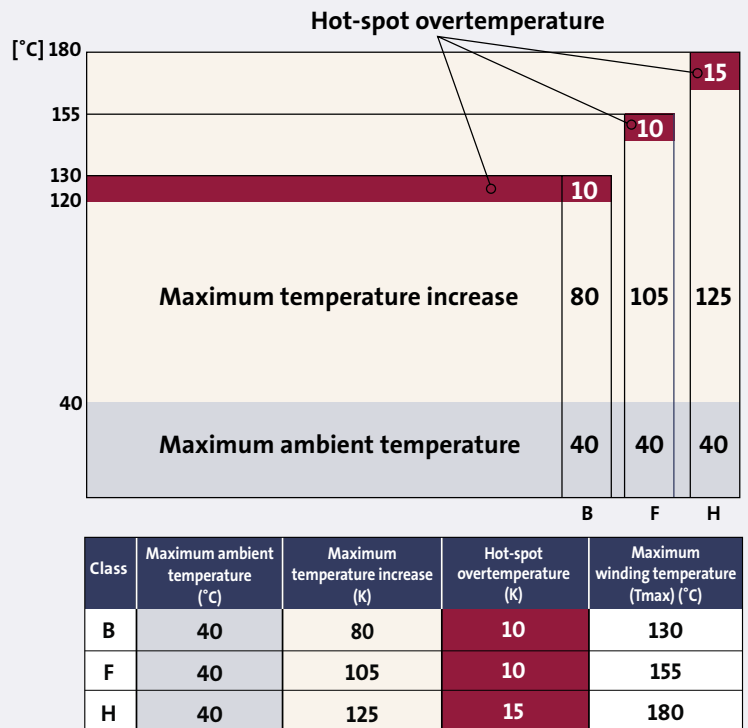 Hot-spot overtemperature
[°C] 180
15
155
10
130
10
120
Maximum temperature increase 80 105 125
40
Maximum ambient temperature 40 40 40
B F H
Class
Maximum ambient
temperature
(°C)
Maximum
temperature increase
(K)
Hot-spot
overtemperature
(K)
Maximum
winding temperature
(Tmax) (°C)
B 40 80 10 130
F 40 105 10 155
H 40 125 15 180